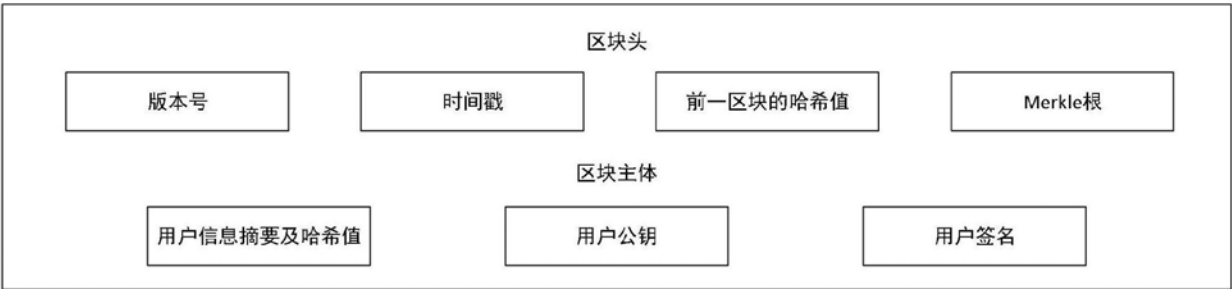 区块头
版本号
时间戳
前一区块的哈希值
Merkle根
区块主体
用户信息摘要及哈希值
用户公钥
用户签名